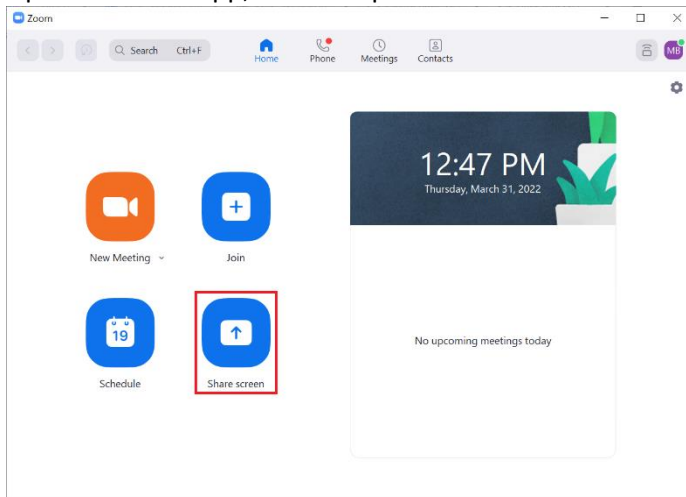 Zoom
Search Ctrl+F
Home
Phone
Meetings
Contacts
MB
12:47 PM
Thursday, March 31, 2022
New Meeting
Join
19
Schedule
Share screen
No upcoming meetings today